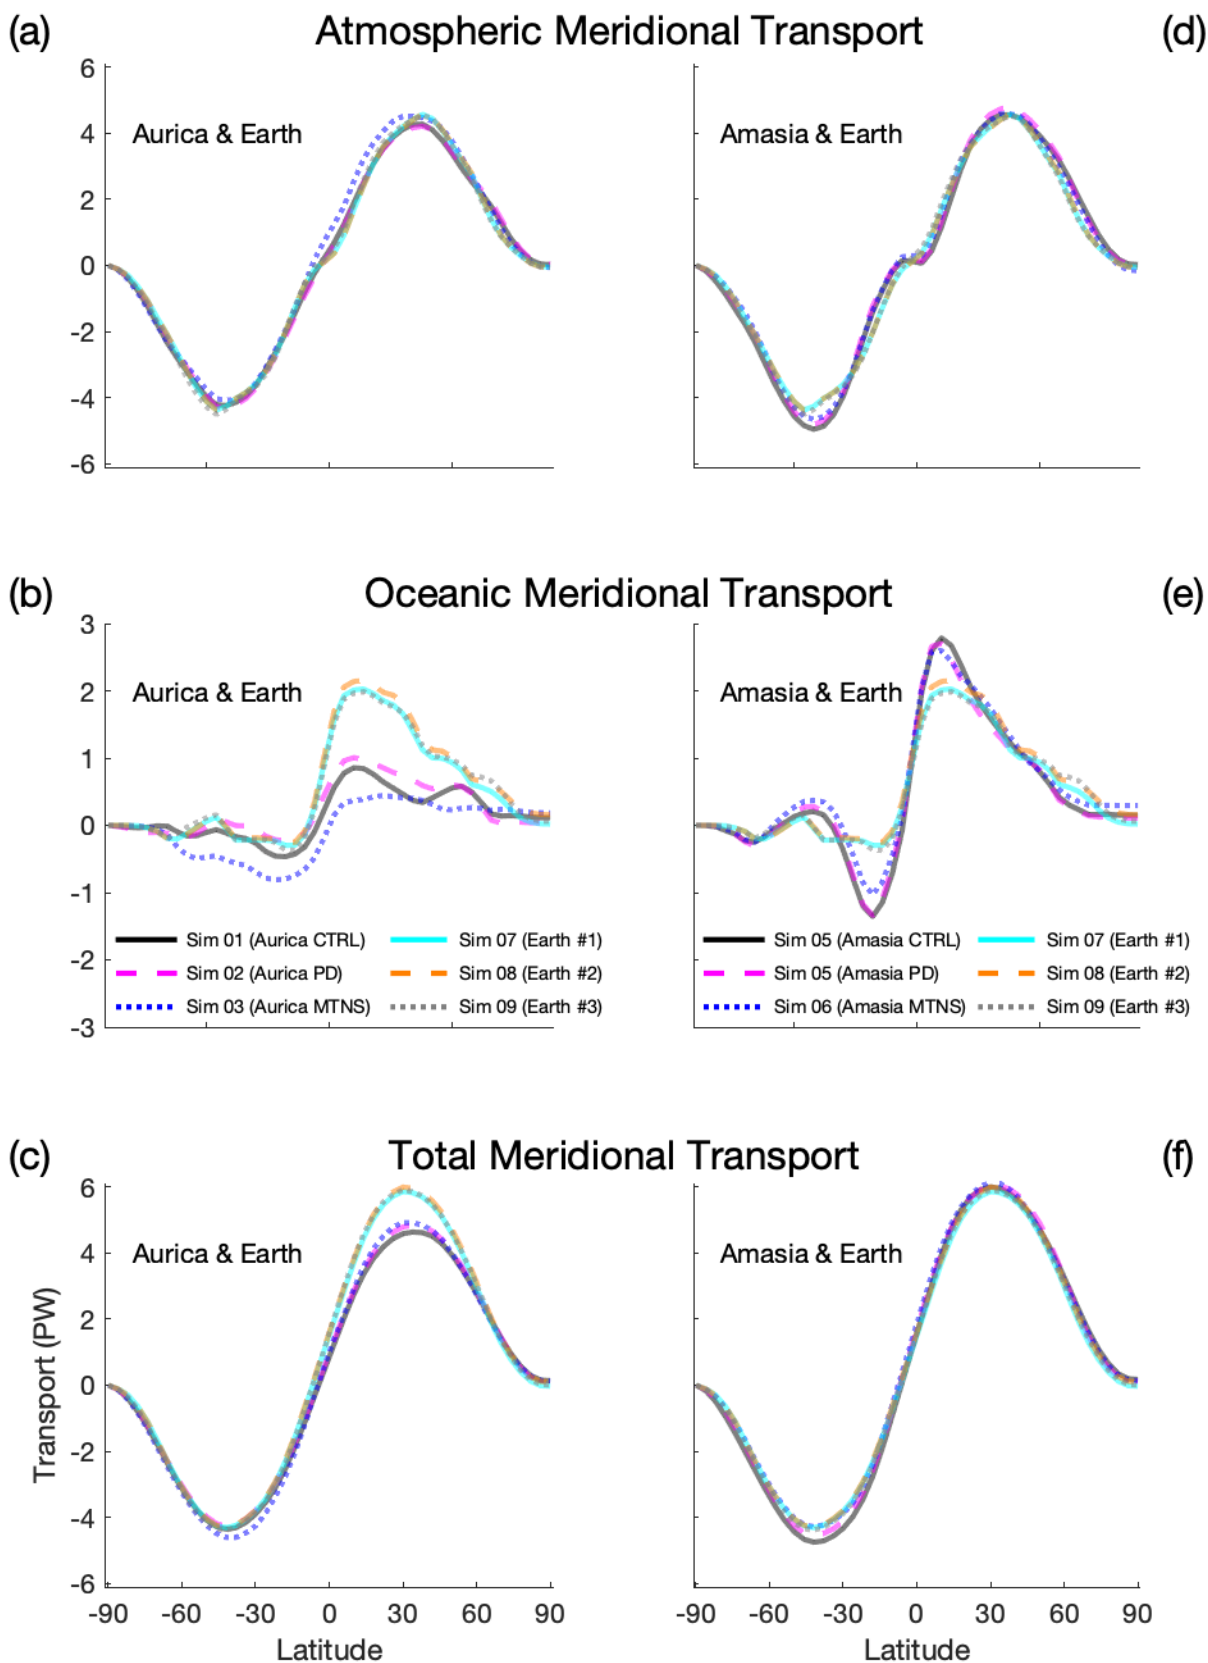 (a) Atmospheric Meridional Transport (d)
6
4
2
0
-2
-4
-6
Aurica & Earth
Amasia & Earth
(b) Oceanic Meridional Transport (e)
3
2
1
0
-1
-2
-3
Aurica & Earth
Amasia & Earth
Sim 01 (Aurica CTRL) Sim 07 (Earth #1)
Sim 02 (Aurica PD) Sim 08 (Earth #2)
Sim 03 (Aurica MTNS) Sim 09 (Earth #3)
Sim 05 (Amasia CTRL) Sim 07 (Earth #1)
Sim 05 (Amasia PD) Sim 08 (Earth #2)
Sim 06 (Amasia MTNS) Sim 09 (Earth #3)
(c) Total Meridional Transport (f)
6
4
2
0
-2
-4
-6
Transport (PW)
Aurica & Earth
Amasia & Earth
-90 -60 -30 0 30 60 90
Latitude
-90 -60 -30 0 30 60 90
Latitude